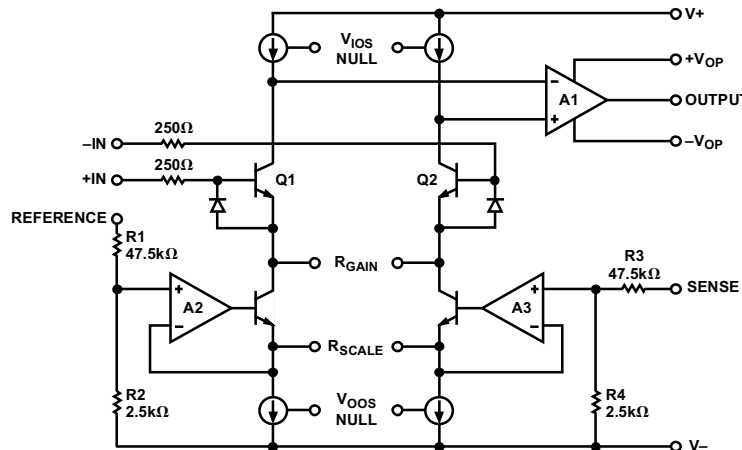 V+
V_IOS
NULL
+V_OP
–
A1
OUTPUT
+
–V_OP
–IN
250Ω
+IN
250Ω
Q1
Q2
REFERENCE
R1
47.5kΩ
R_GAIN
R3
47.5kΩ
SENSE
+
A2
–
+
A3
–
R_SCALE
R2
2.5kΩ
V_OOS
NULL
R4
2.5kΩ
V–